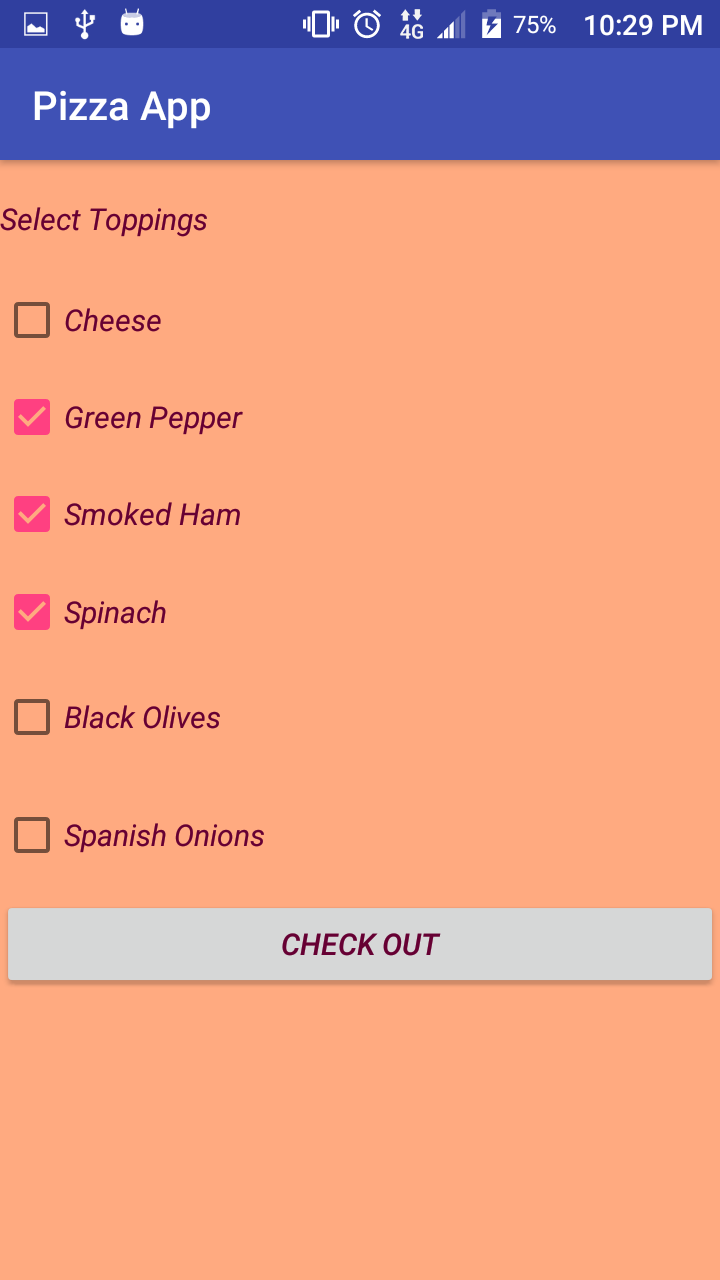 4G 75% 10:29 PM
Pizza App
Select Toppings
Cheese
Green Pepper
Smoked Ham
Spinach
Black Olives
Spanish Onions
CHECK OUT